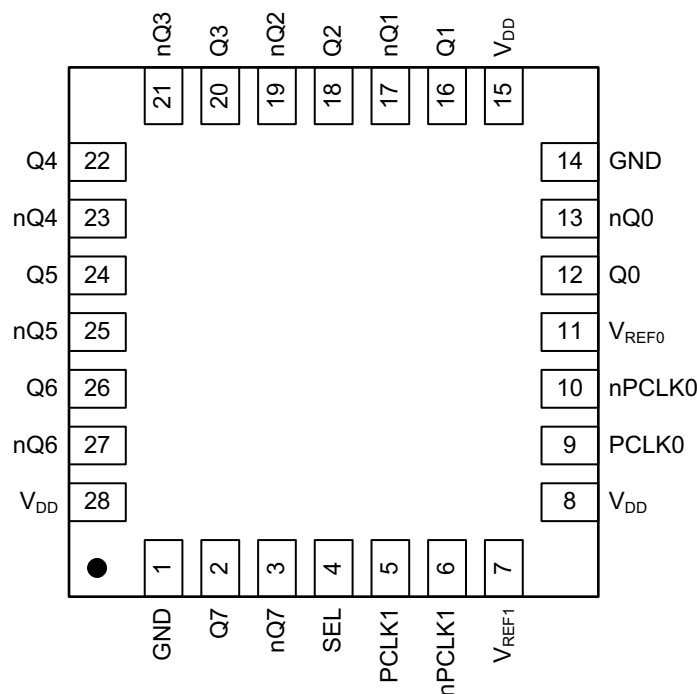 nQ3 Q3 nQ2 Q2 nQ1 Q1 VDD
21 20 19 18 17 16 15
Q4 22 14 GND
nQ4 23 13 nQ0
Q5 24 12 Q0
nQ5 25 11 VREF0
Q6 26 10 nPCLK0
nQ6 27 9 PCLK0
VDD 28 8 VDD
1 2 3 4 5 6 7
GND Q7 nQ7 SEL PCLK1 nPCLK1 VREF1